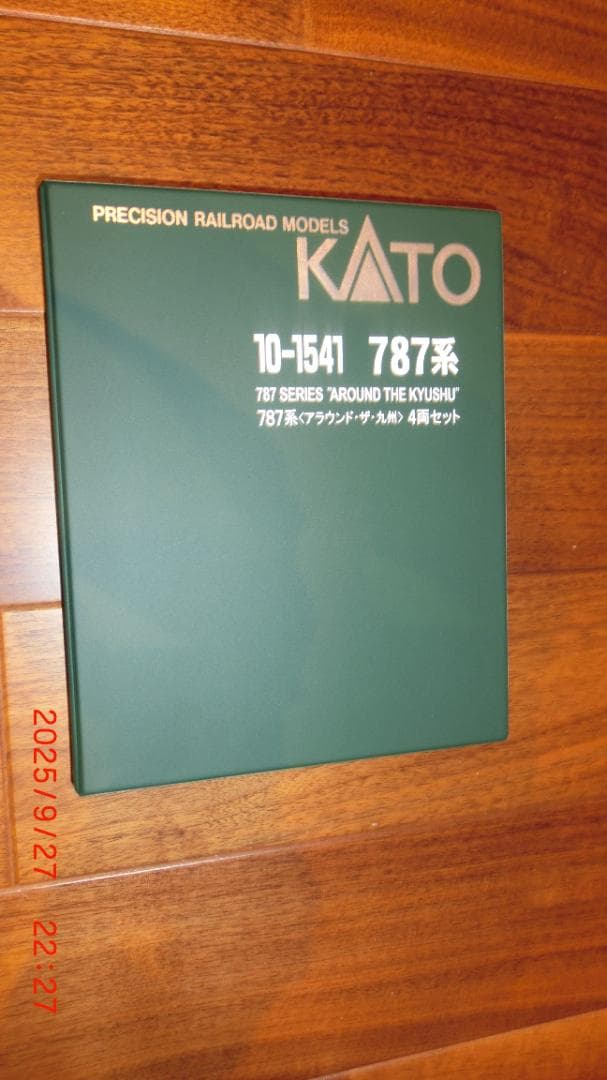 PRECISION RAILROAD MODELS
KATO
10-1541 787系
787 SERIES "AROUND THE KYUSHU"
787系〈アラウンド・ザ・九州〉4両セット
2025/9/27 22:27